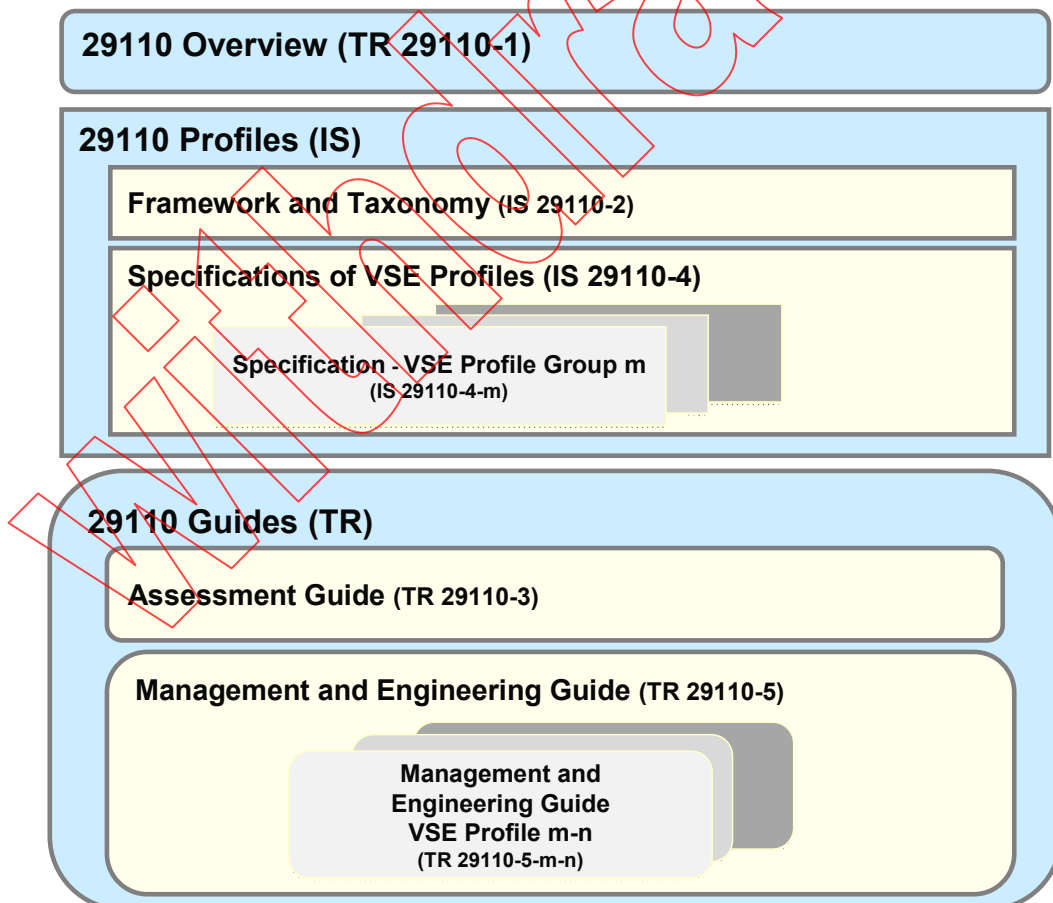 29110 Overview (TR 29110-1)
29110 Profiles (IS)
Framework and Taxonomy (IS 29110-2)
Specifications of VSE Profiles (IS 29110-4)
Specification - VSE Profile Group m
(IS 29110-4-m)
29110 Guides (TR)
Assessment Guide (TR 29110-3)
Management and Engineering Guide (TR 29110-5)
Management and
Engineering Guide
VSE Profile m-n
(TR 29110-5-m-n)